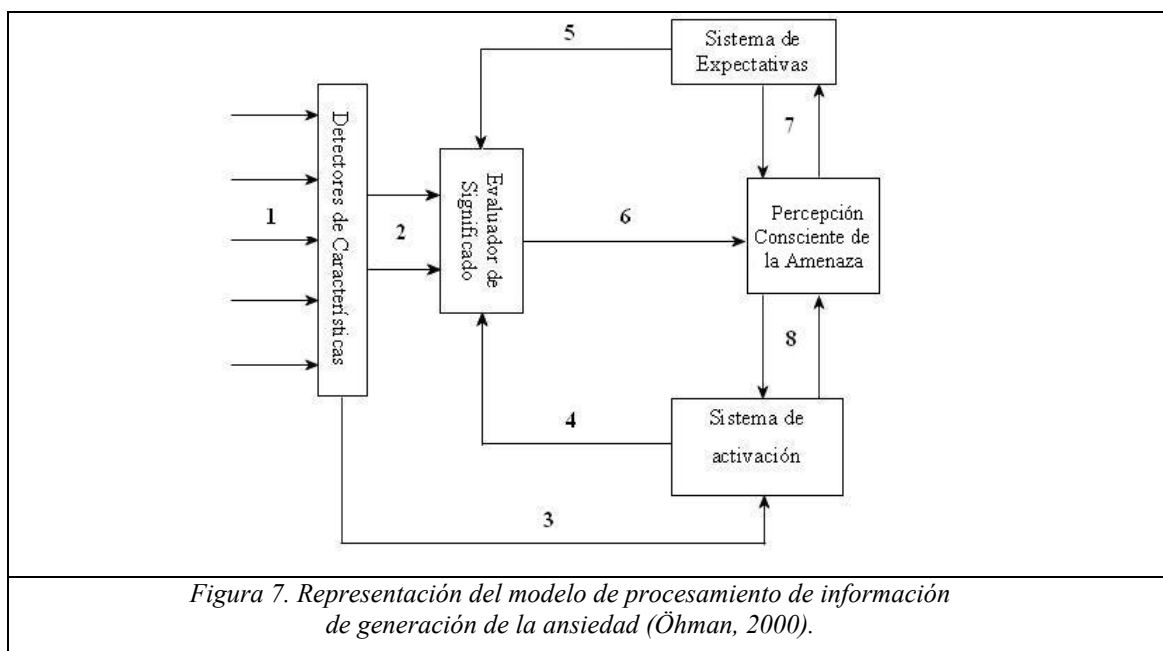 5
Sistema de
Expectativas
Detectores de Características
1
2
Evaluador de
Significado
7
6
Percepción
Consciente de
la Amenaza
8
4
Sistema de
activación
3
Figura 7. Representación del modelo de procesamiento de información
de generación de la ansiedad (Öhman, 2000).